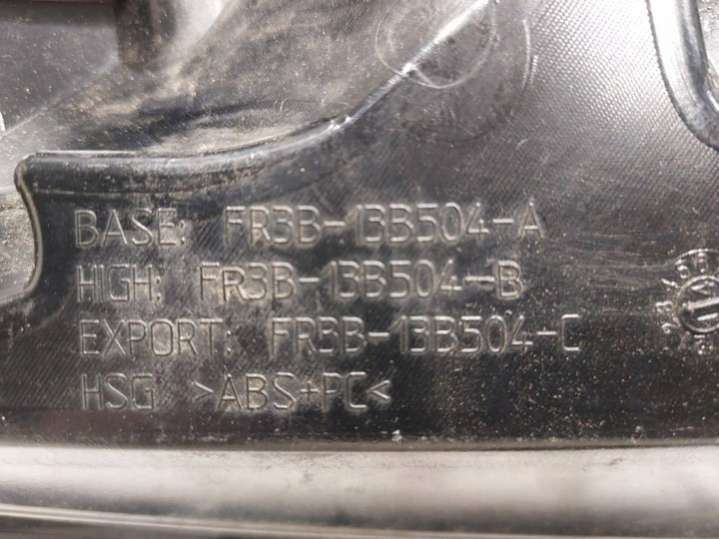 BASE: FR3B-13B504-A
HIGH: FR3B-13B504-B
EXPORT: FR3B-13B504-C
HSG >ABS+PC<